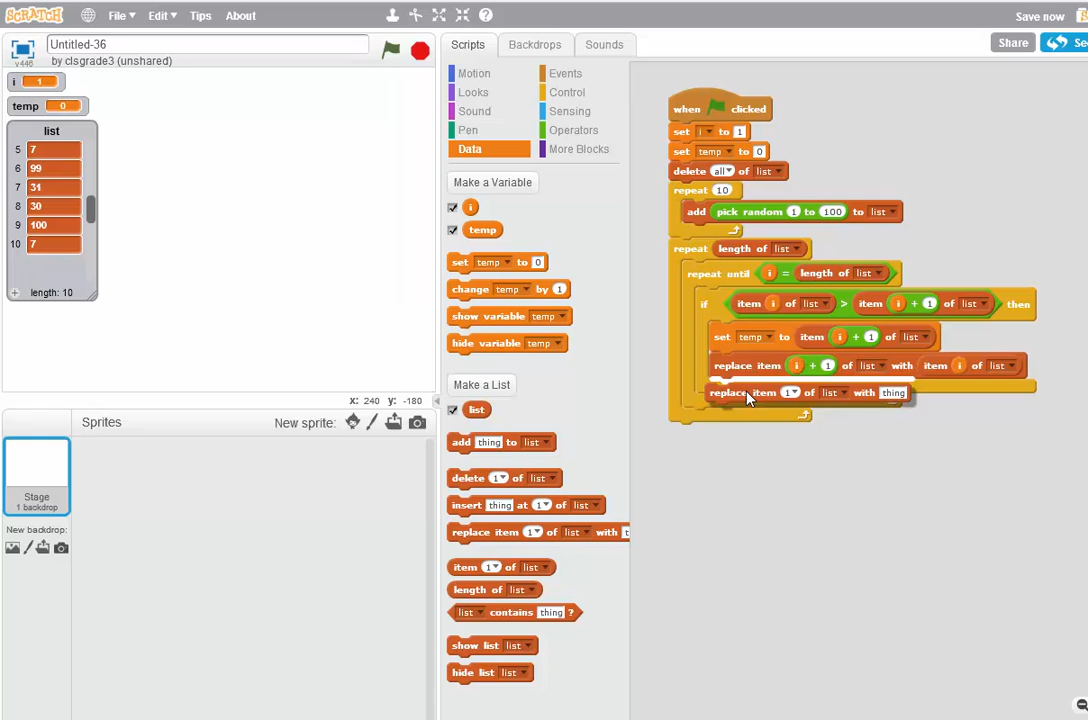 SCRATCH File Edit Tips About Save now
Untitled-36
by clsgrade3 (unshared)
v446
Scripts Backdrops Sounds
Share
i 1
temp 0
list
5 7
6 99
7 31
8 30
9 100
10 7
+ length: 10
x: 240 y: -180
Sprites New sprite:
Stage
1 backdrop
New backdrop:
Motion Events
Looks Control
Sound Sensing
Pen Operators
Data More Blocks
Make a Variable
i
temp
set temp to 0
change temp by 1
show variable temp
hide variable temp
Make a List
list
add thing to list
delete 1 of list
insert thing at 1 of list
replace item 1 of list with
item 1 of list
length of list
list contains thing ?
show list list
hide list list
when clicked
set i to 1
set temp to 0
delete all of list
repeat 10
add pick random 1 to 100 to list
repeat length of list
repeat until i = length of list
if item i of list > item i + 1 of list then
set temp to item i + 1 of list
replace item i + 1 of list with item i of list
replace item 1 of list with thing